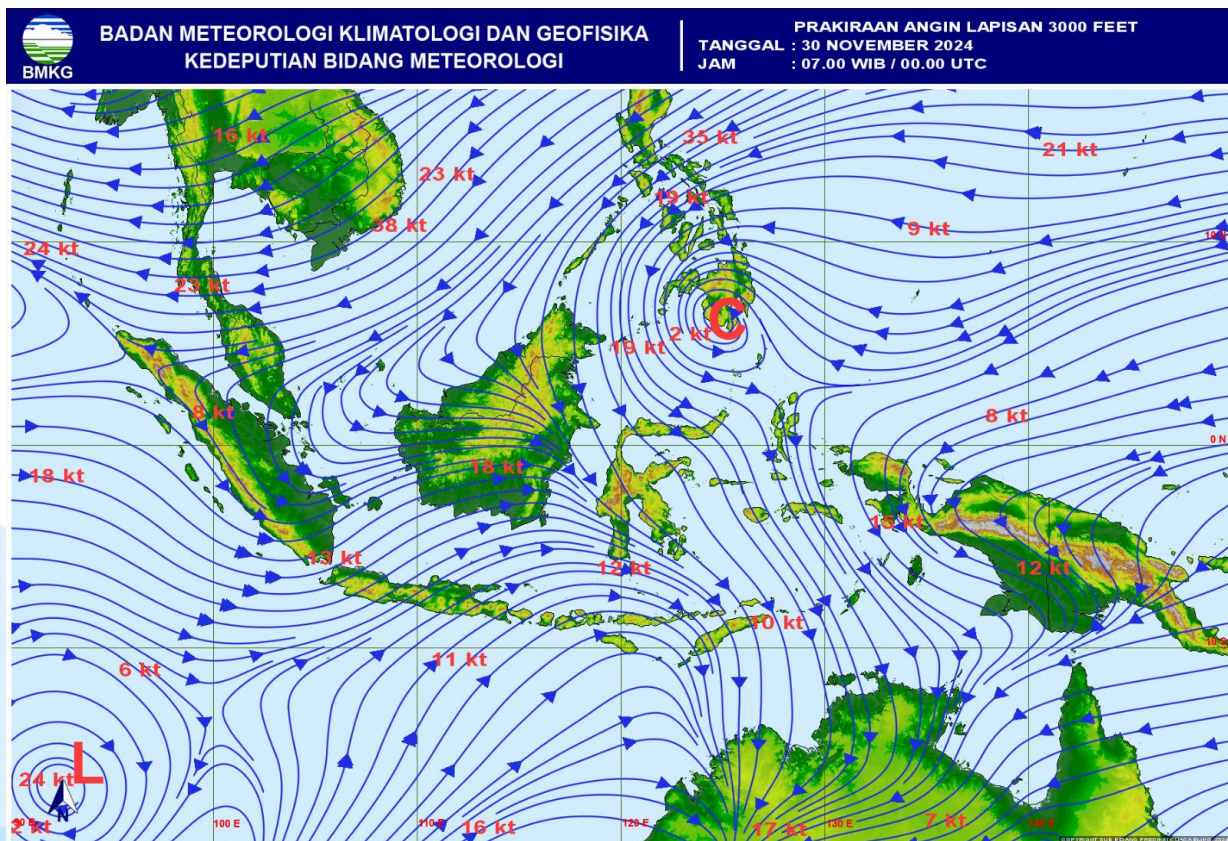 BADAN METEOROLOGI KLIMATOLOGI DAN GEOFISIKA
KEDEPUTIAN BIDANG METEOROLOGI
BMKG
PRAKIRAAN ANGIN LAPISAN 3000 FEET
TANGGAL : 30 NOVEMBER 2024
JAM : 07.00 WIB / 00.00 UTC
16 kt
35 kt
21 kt
23 kt
19 kt
38 kt
9 kt
24 kt
23 kt
C
2 kt
19 kt
8 kt
8 kt
0 N
18 kt
18 kt
15 kt
13 kt
12 kt
12 kt
10 kt
11 kt
6 kt
L
24 kt
N
100 E
110 E
16 kt
120 E
17 kt
130 E
7 kt